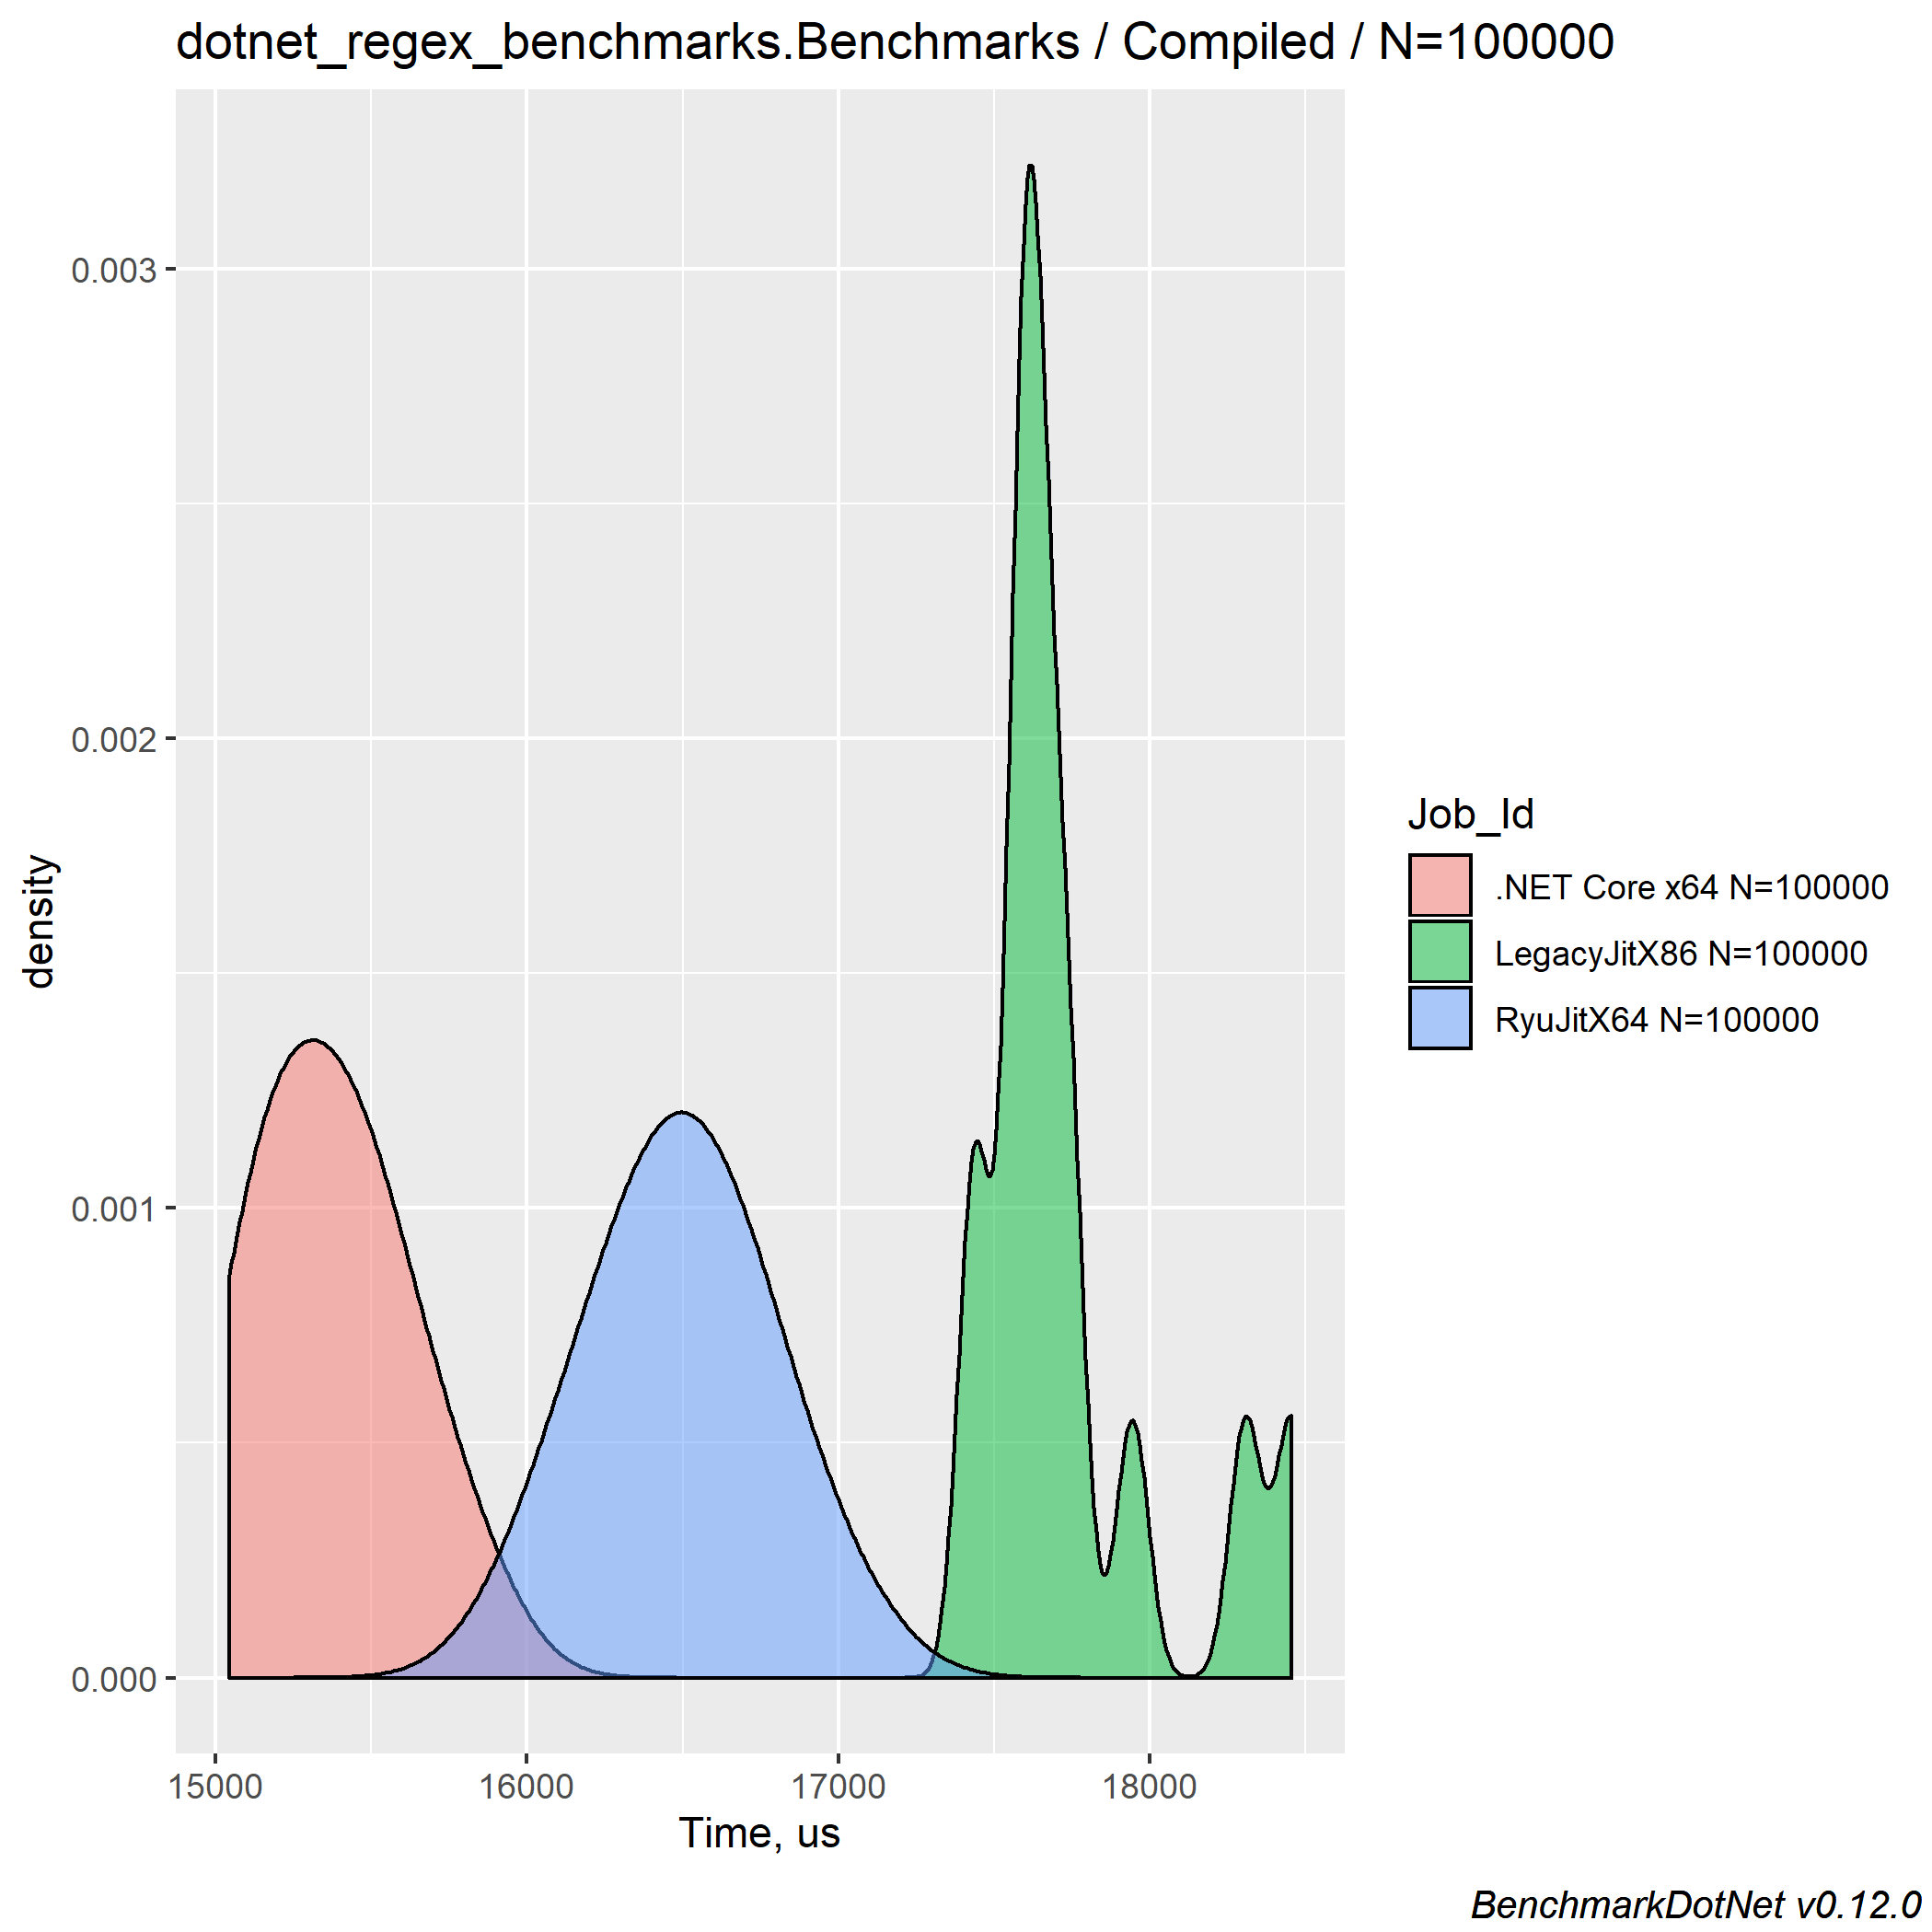 dotnet_regex_benchmarks.Benchmarks / Compiled / N=100000
0.003
0.002
0.001
0.000
density
15000
16000
17000
18000
Time, us
Job_Id
.NET Core x64 N=100000
LegacyJitX86 N=100000
RyuJitX64 N=100000
BenchmarkDotNet v0.12.0